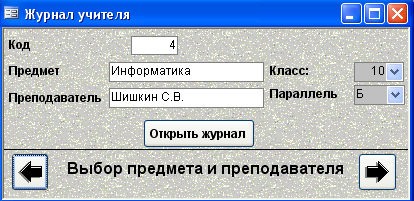 Журнал учителя
Код 4
Предмет Информатика Класс: 10
Преподаватель Шишкин С.В. Параллель Б
Открыть журнал
Выбор предмета и преподавателя